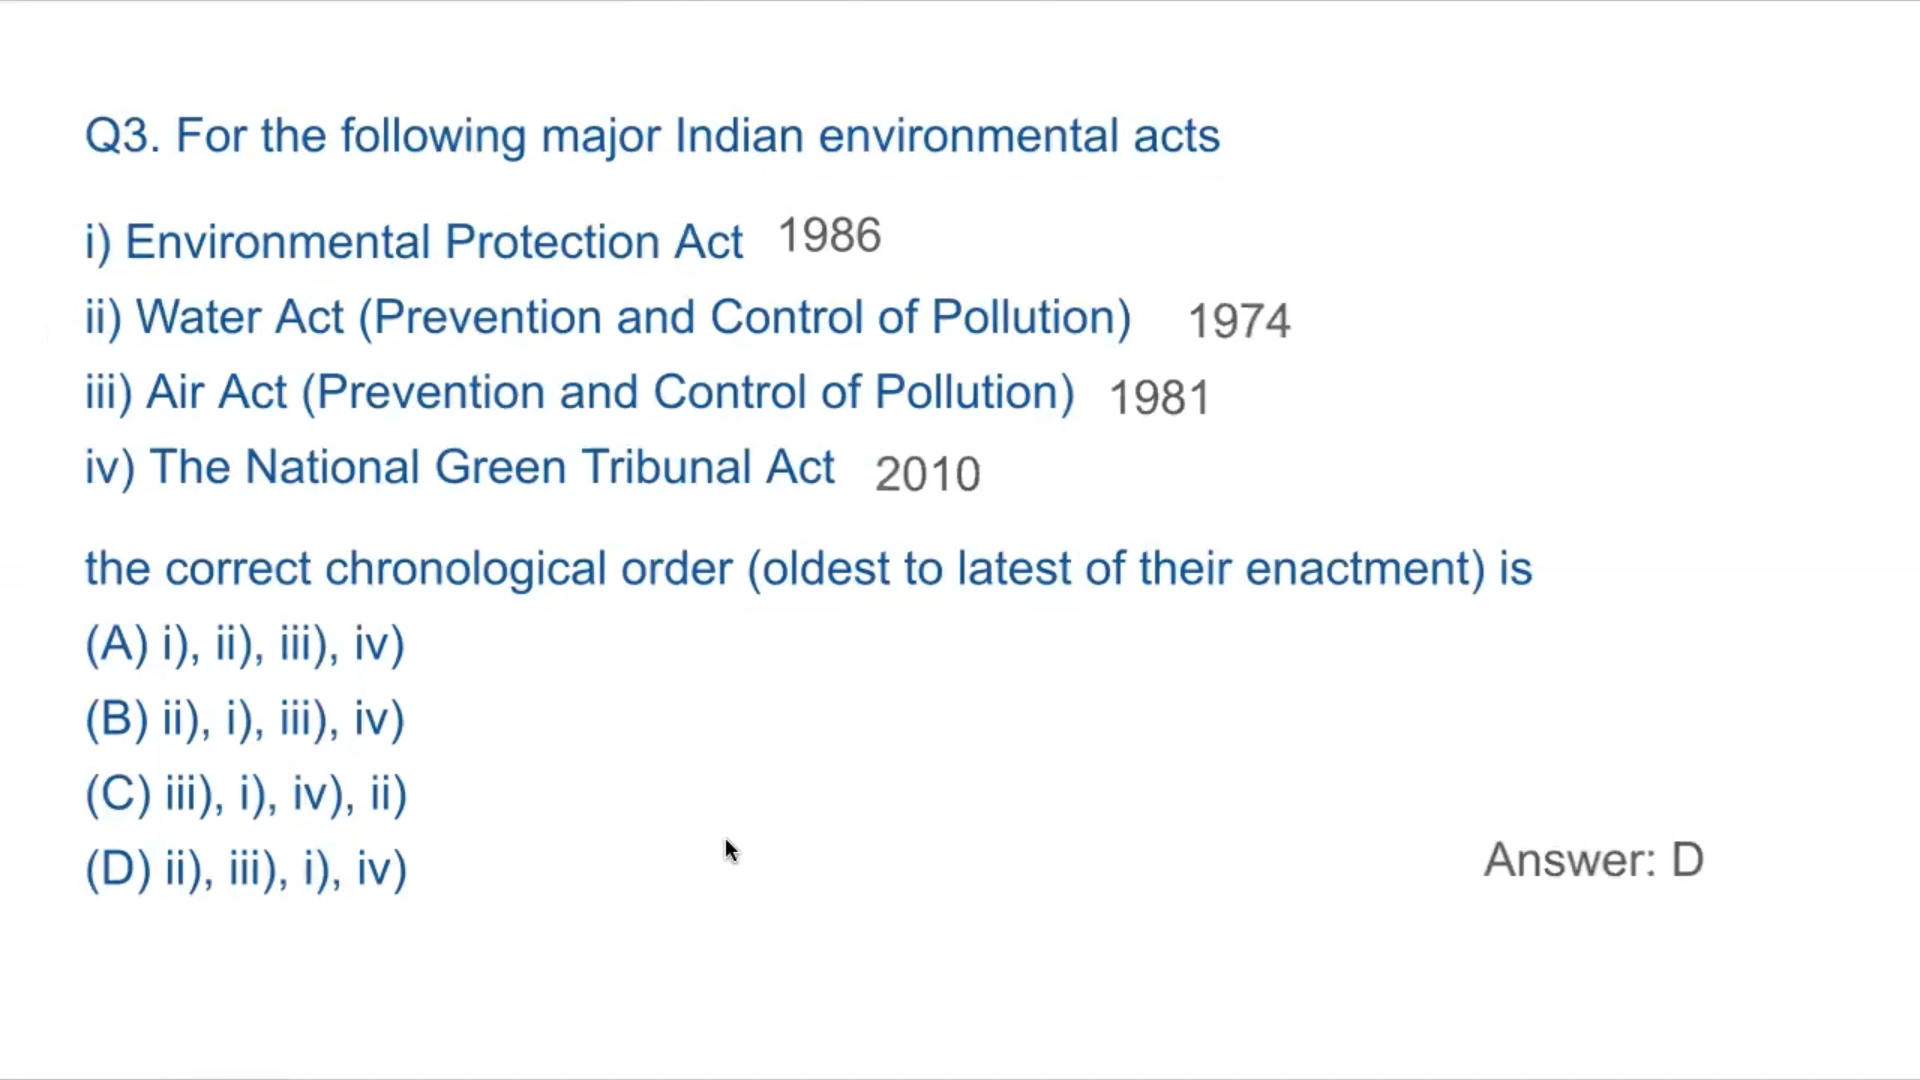 Q3. For the following major Indian environmental acts
i) Environmental Protection Act 1986
ii) Water Act (Prevention and Control of Pollution) 1974
iii) Air Act (Prevention and Control of Pollution) 1981
iv) The National Green Tribunal Act 2010
the correct chronological order (oldest to latest of their enactment) is
(A) i), ii), iii), iv)
(B) ii), i), iii), iv)
(C) iii), i), iv), ii)
(D) ii), iii), i), iv)
Answer: D